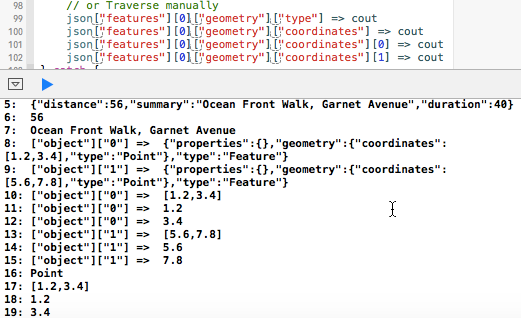 98 // or Traverse manually
99 json["features"][0]["geometry"]["type"] => cout
100 json["features"][0]["geometry"]["coordinates"] => cout
101 json["features"][0]["geometry"]["coordinates"][0] => cout
102 json["features"][0]["geometry"]["coordinates"][1] => cout
} catch {
5: {"distance":56,"summary":"Ocean Front Walk, Garnet Avenue","duration":40}
6: 56
7: Ocean Front Walk, Garnet Avenue
8: ["object"]["0"] => {"properties":{},"geometry":{"coordinates":
[1.2,3.4],"type":"Point"},"type":"Feature"}
9: ["object"]["1"] => {"properties":{},"geometry":{"coordinates":
[5.6,7.8],"type":"Point"},"type":"Feature"}
10: ["object"]["0"] => [1.2,3.4]
11: ["object"]["0"] => 1.2
12: ["object"]["0"] => 3.4
13: ["object"]["1"] => [5.6,7.8]
14: ["object"]["1"] => 5.6
15: ["object"]["1"] => 7.8
16: Point
17: [1.2,3.4]
18: 1.2
19: 3.4